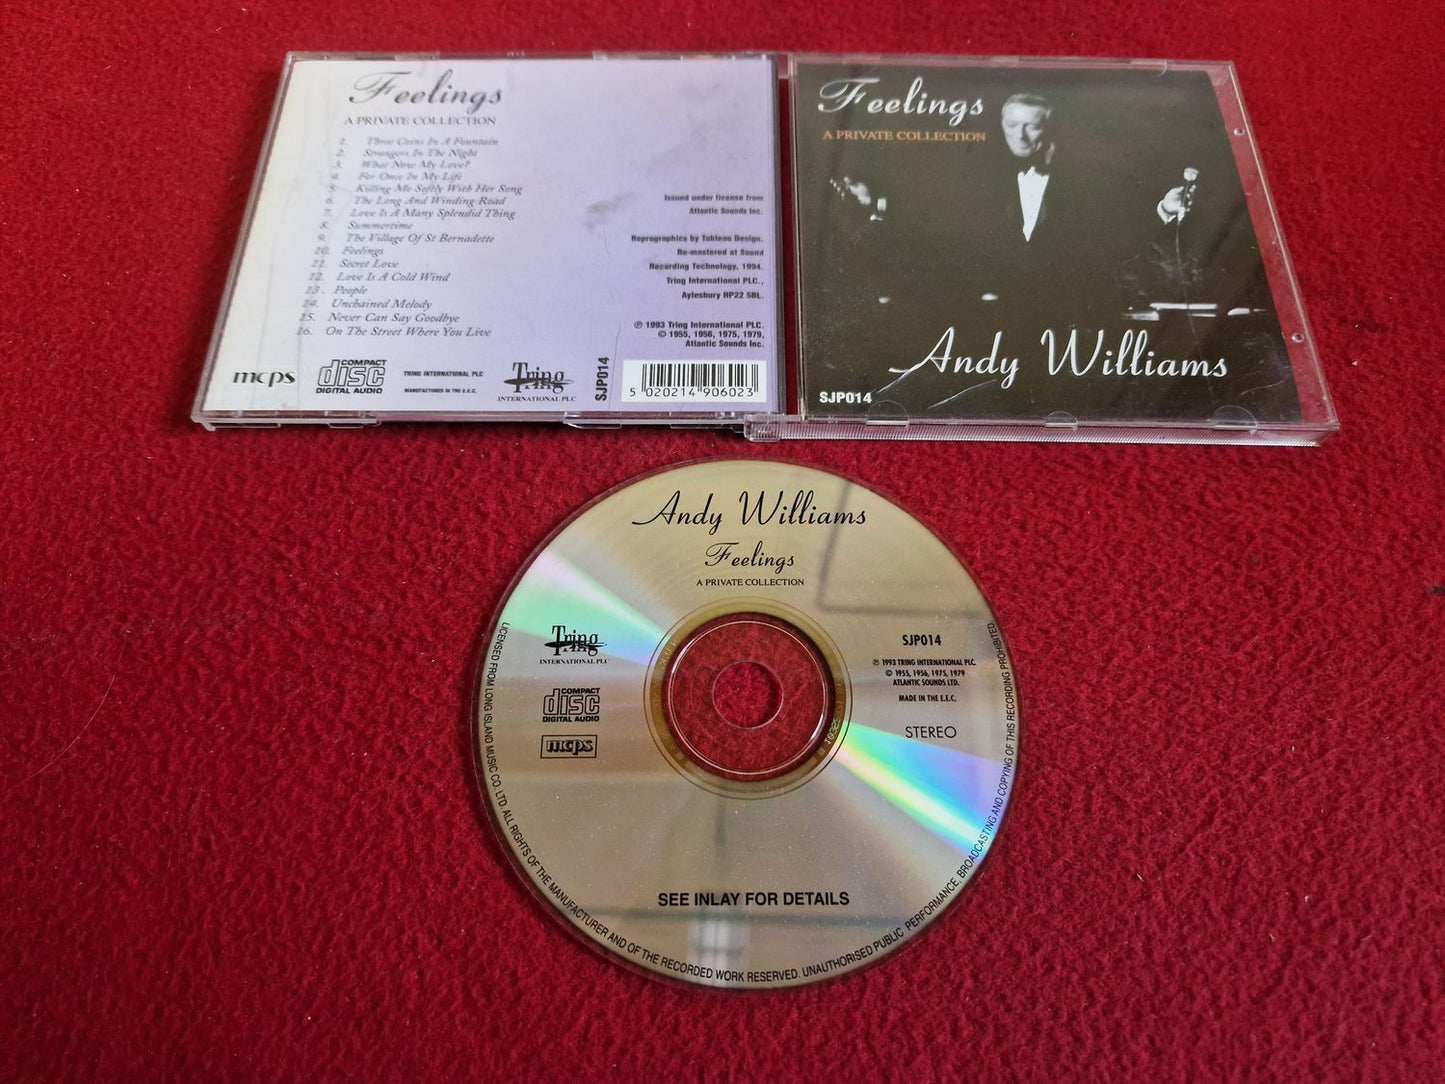 Feelings
A PRIVATE COLLECTION
1. Three Coins In A Fountain
2. Strangers In The Night
3. What Now My Love?
4. For Once In My Life
5. Killing Me Softly With Her Song
6. The Long And Winding Road
7. Love Is A Many Splendid Thing
8. Summertime
9. The Village Of St Bernadette
10. Feelings
11. Secret Love
12. Love Is A Cold Wind
13. People
14. Unchained Melody
15. Never Can Say Goodbye
16. On The Street Where You Live
Issued under license from
Atlantic Sounds Inc.
Reprographics by Tableau Design.
Re-mastered at Sound
Recording Technology, 1994.
Tring International PLC.,
Aylesbury HP22 5BL.
℗ 1993 Tring International PLC.
© 1955, 1956, 1975, 1979,
Atlantic Sounds Inc.
mcps
COMPACT
disc
DIGITAL AUDIO
TRING INTERNATIONAL PLC
MANUFACTURED IN THE E.E.C.
Tring
INTERNATIONAL PLC
SJP014
5 020214 906023
Feelings
A PRIVATE COLLECTION
Andy Williams
SJP014
Andy Williams
Feelings
A PRIVATE COLLECTION
Tring
INTERNATIONAL PLC
COMPACT
disc
DIGITAL AUDIO
mcps
SJP014
℗ 1993 TRING INTERNATIONAL PLC.
© 1955, 1956, 1975, 1979
ATLANTIC SOUNDS LTD.
MADE IN THE E.E.C.
STEREO
SEE INLAY FOR DETAILS
LICENSED FROM LONG ISLAND MUSIC CO. LTD. ALL RIGHTS OF THE MANUFACTURER AND OF THE RECORDED WORK RESERVED. UNAUTHORISED PUBLIC PERFORMANCE, BROADCASTING AND COPYING OF THIS RECORDING PROHIBITED.